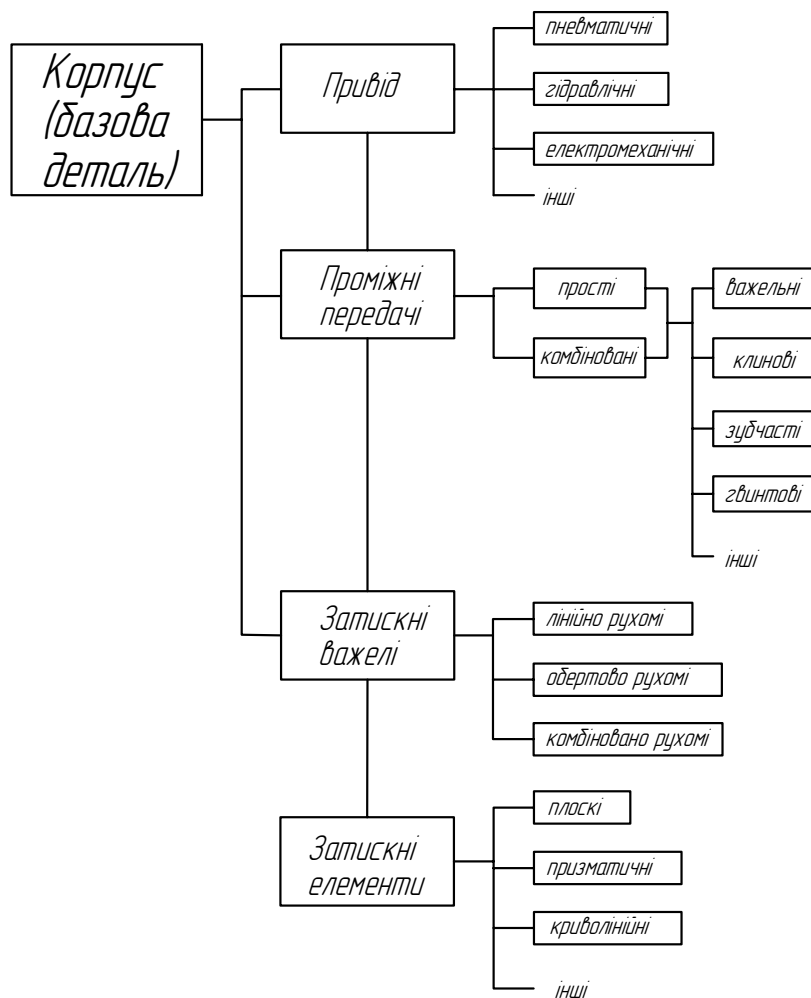 Корпус
(базова
деталь)
Привід
пневматичні
гідравлічні
електромеханічні
інші
Проміжні
передачі
прості
комбіновані
важельні
клинові
зубчасті
гвинтові
інші
Затискні
важелі
лінійно рухомі
обертово рухомі
комбіновано рухомі
Затискні
елементи
плоскі
призматичні
криволінійні
інші